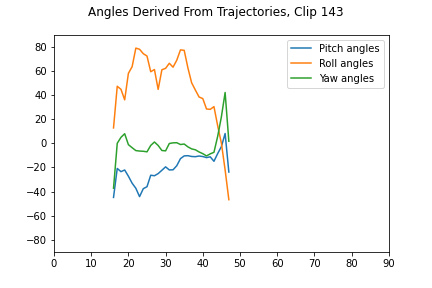 Angles Derived From Trajectories, Clip 143
Pitch angles
Roll angles
Yaw angles
80
60
40
20
0
−20
−40
−60
−80
0 10 20 30 40 50 60 70 80 90